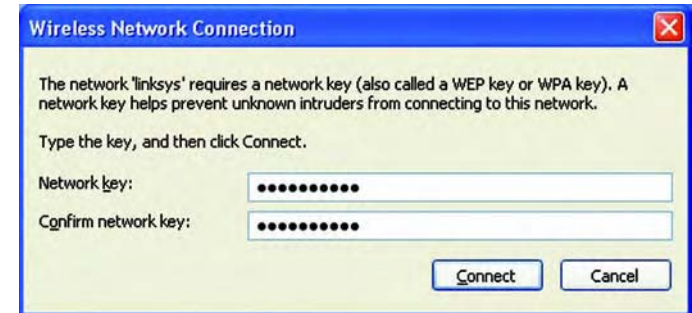 Wireless Network Connection
The network 'linksys' requires a network key (also called a WEP key or WPA key). A
network key helps prevent unknown intruders from connecting to this network.
Type the key, and then click Connect.
Network key: ●●●●●●●●●●
Confirm network key: ●●●●●●●●●●
Connect Cancel